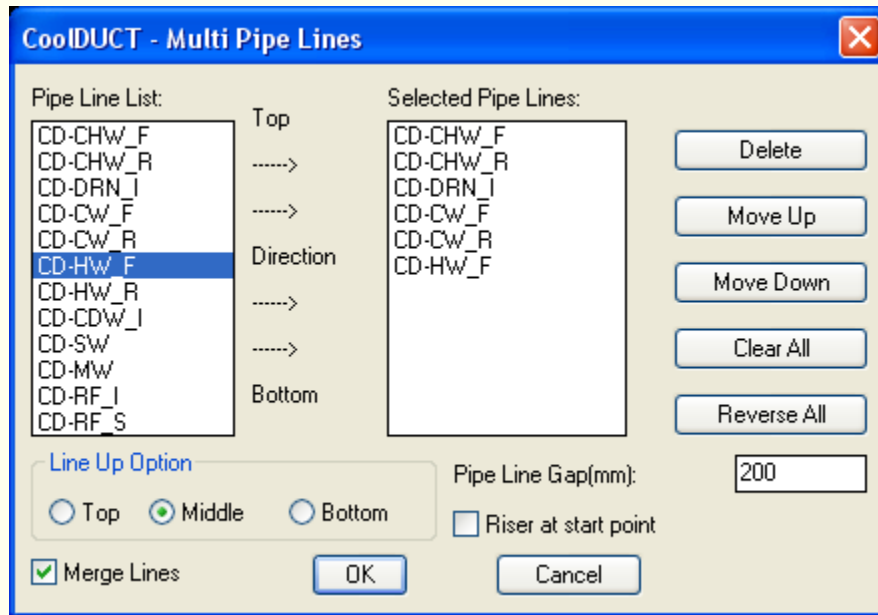 CoolDUCT - Multi Pipe Lines
Pipe Line List:
CD-CHW_F
CD-CHW_R
CD-DRN_I
CD-CW_F
CD-CW_R
CD-HW_F
CD-HW_R
CD-CDW_I
CD-SW
CD-MW
CD-RF_I
CD-RF_S
Top
------>
------>
Direction
------>
------>
Bottom
Selected Pipe Lines:
CD-CHW_F
CD-CHW_R
CD-DRN_I
CD-CW_F
CD-CW_R
CD-HW_F
Delete
Move Up
Move Down
Clear All
Reverse All
Line Up Option
Top Middle Bottom
Pipe Line Gap(mm): 200
Riser at start point
Merge Lines
OK
Cancel